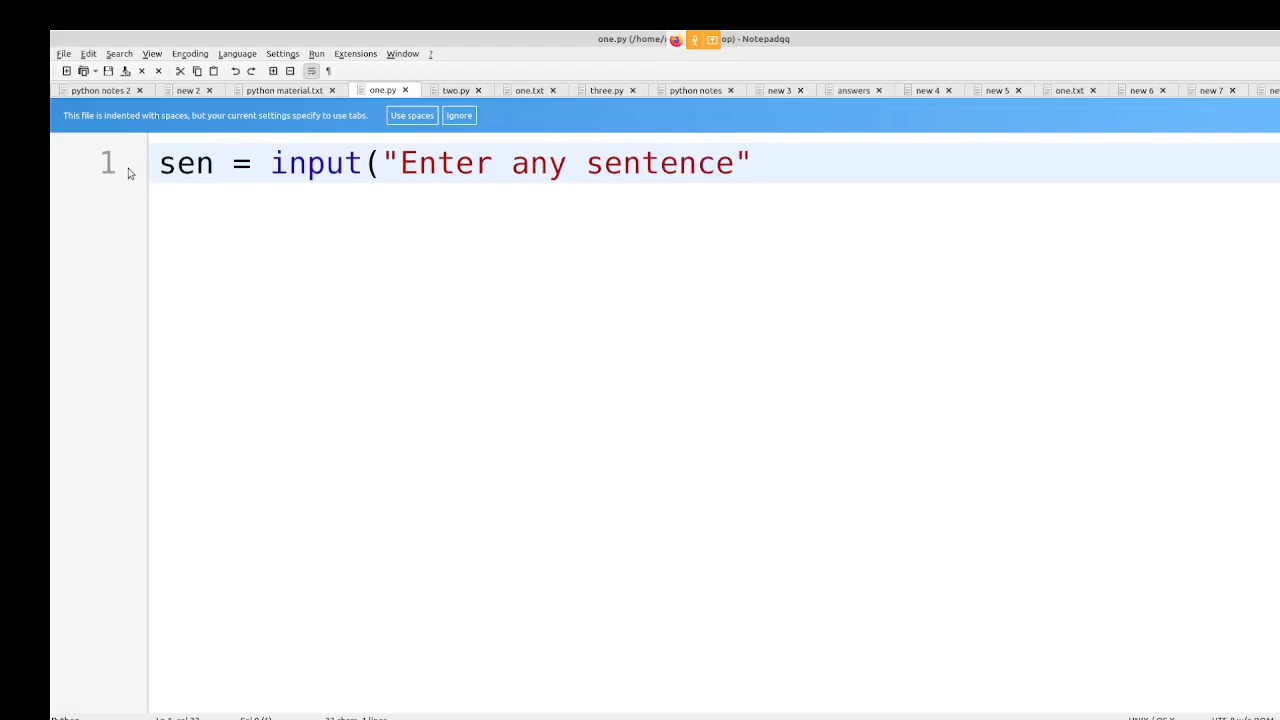 one.py (/home/ op) - Notepadqq
File Edit Search View Encoding Language Settings Run Extensions Window ?
python notes 2 new 2 python material.txt one.py two.py one.txt three.py python notes new 3 answers new 4 new 5 one.txt new 6 new 7
This file is indented with spaces, but your current settings specify to use tabs. Use spaces Ignore
1 sen = input("Enter any sentence"